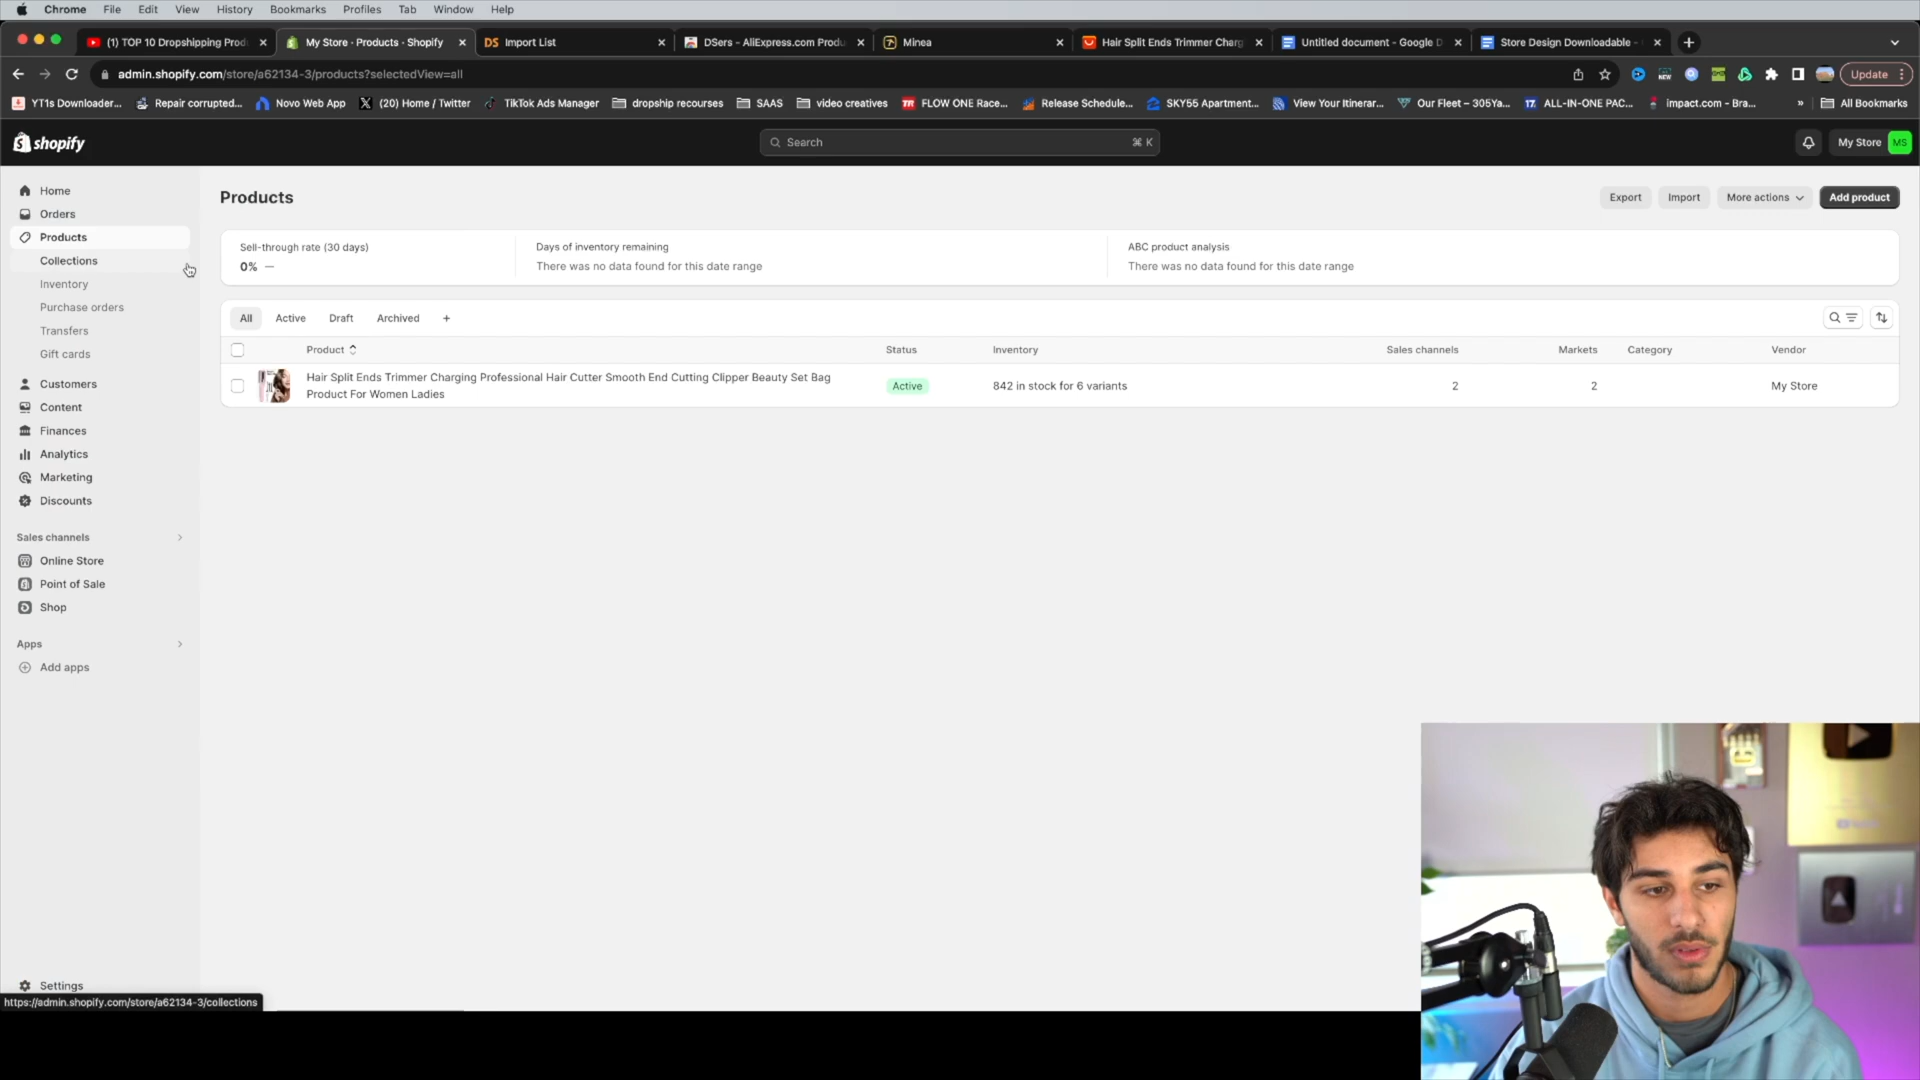 Chrome File Edit View History Bookmarks Profiles Tab Window Help
(1) TOP 10 Dropshipping Prod
My Store · Products · Shopify
DS Import List
DSers - AliExpress.com Produ
Minea
Hair Split Ends Trimmer Charg
Untitled document - Google D
Store Design Downloadable -
admin.shopify.com/store/a62134-3/products?selectedView=all
NEW
Update
YT1s Downloader...
Repair corrupted...
Novo Web App
(20) Home / Twitter
TikTok Ads Manager
dropship recourses
SAAS
video creatives
TR FLOW ONE Race...
Release Schedule...
SKY55 Apartment...
View Your Itinerar...
Our Fleet – 305Ya...
17. ALL-IN-ONE PAC...
impact.com - Bra...
»
All Bookmarks
shopify
Search
⌘ K
My Store MS
Home
Orders
Products
Collections
Inventory
Purchase orders
Transfers
Gift cards
Customers
Content
Finances
Analytics
Marketing
Discounts
Sales channels
Online Store
Point of Sale
Shop
Apps
Add apps
Settings
https://admin.shopify.com/store/a62134-3/collections
Products
Export Import More actions Add product
Sell-through rate (30 days)
0% —
Days of inventory remaining
There was no data found for this date range
ABC product analysis
There was no data found for this date range
All Active Draft Archived +
Product Status Inventory Sales channels Markets Category Vendor
Hair Split Ends Trimmer Charging Professional Hair Cutter Smooth End Cutting Clipper Beauty Set Bag
Product For Women Ladies
Active
842 in stock for 6 variants
2
2
My Store